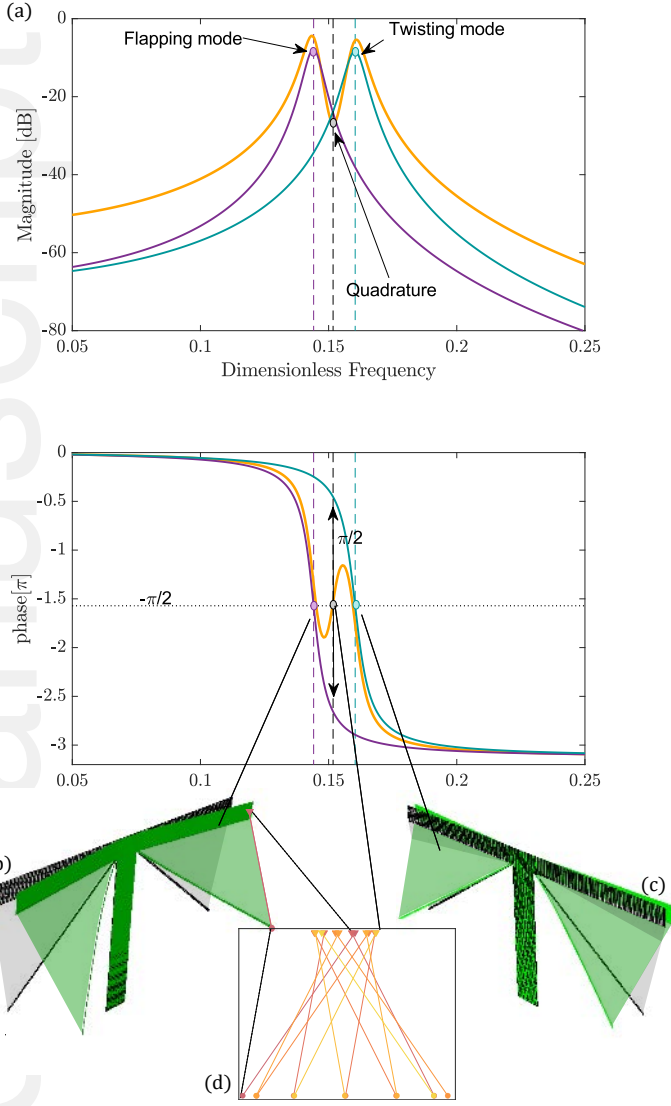 (a)
0
-20
-40
-60
-80
Magnitude [dB]
Flapping mode
Twisting mode
Quadrature
0.05
0.1
0.15
0.2
0.25
Dimensionless Frequency
0
-0.5
-1
-1.5
-2
-2.5
-3
phase[π]
-π/2
π/2
0.05
0.1
0.15
0.2
0.25
(c)
(d)